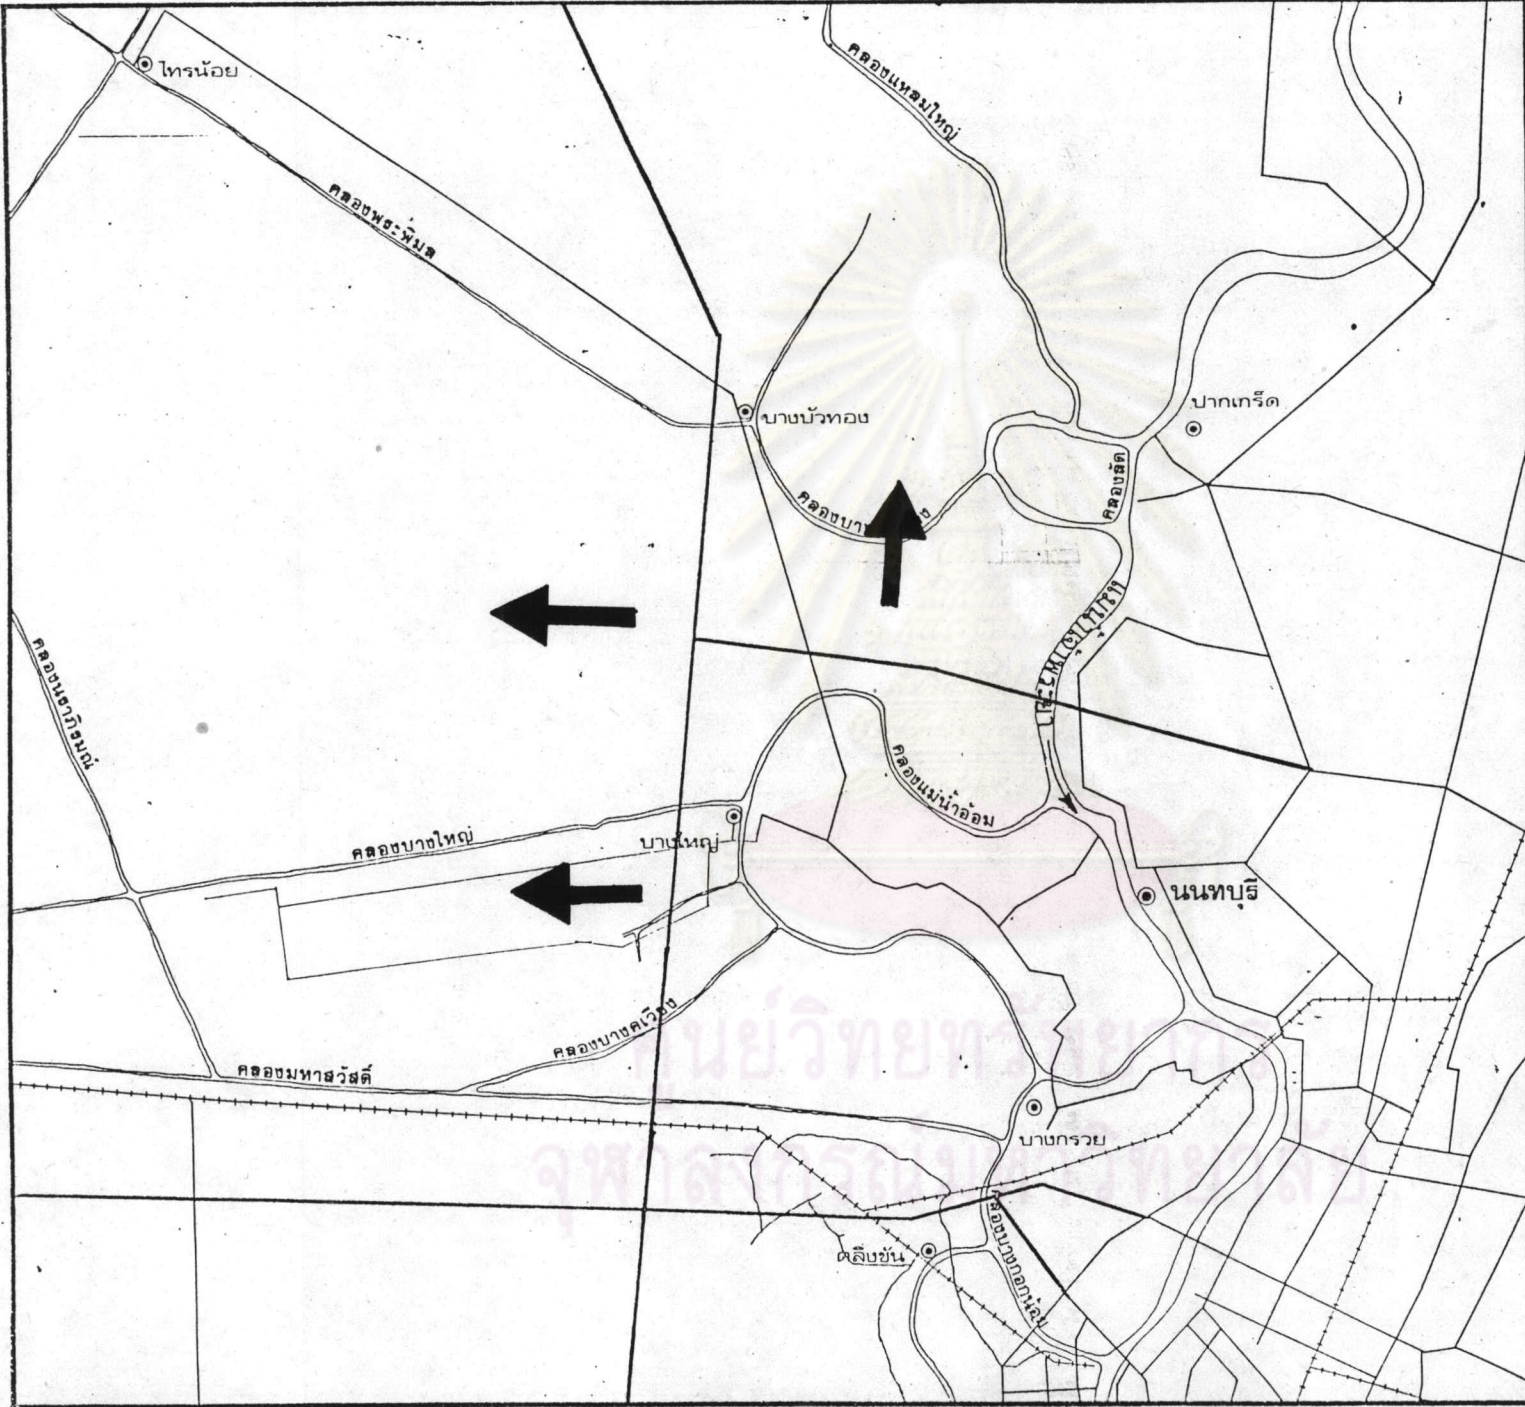 คลองแหลมใหญ่
ไทรน้อย
คลองพระพิมล
ปากเกร็ด
บางบัวทอง
คลองลัด
คลองบาง
แม่น้ำเจ้าพระยา
คลองนราภิรมณ์
คลองแม่น้ำอ้อม
คลองบางใหญ่
บางใหญ่
นนทบุรี
คลองบางคูเวียง
คลองมหาสวัสดิ์
ศูนย์วิทยทรัพยากร
บางกรวย
จุฬาลงกรณ์มหาวิทยาลัย
ตลิ่งชัน
คลองบางกอกน้อย